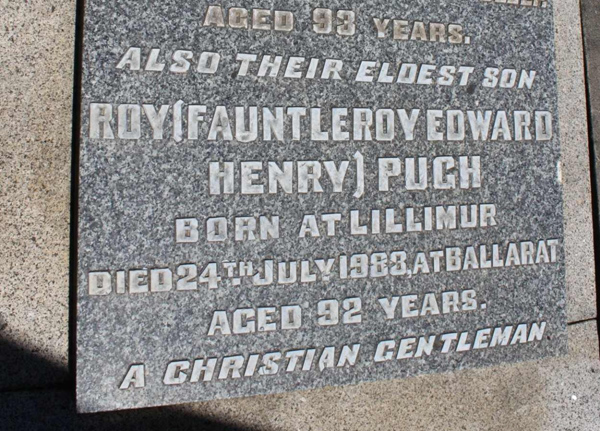 AGED 93 YEARS.
ALSO THEIR ELDEST SON
ROY (FAUNTLEROY EDWARD
HENRY) PUGH
BORN AT LILLIMUR
DIED 24TH JULY 1988, AT BALLARAT
AGED 92 YEARS.
A CHRISTIAN GENTLEMAN